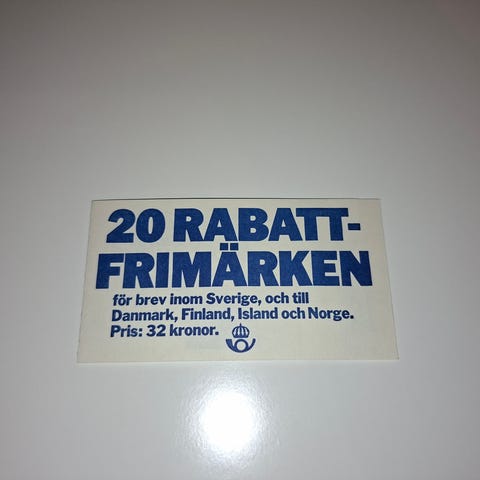 20 RABATT-
FRIMÄRKEN
för brev inom Sverige, och till
Danmark, Finland, Island och Norge.
Pris: 32 kronor.